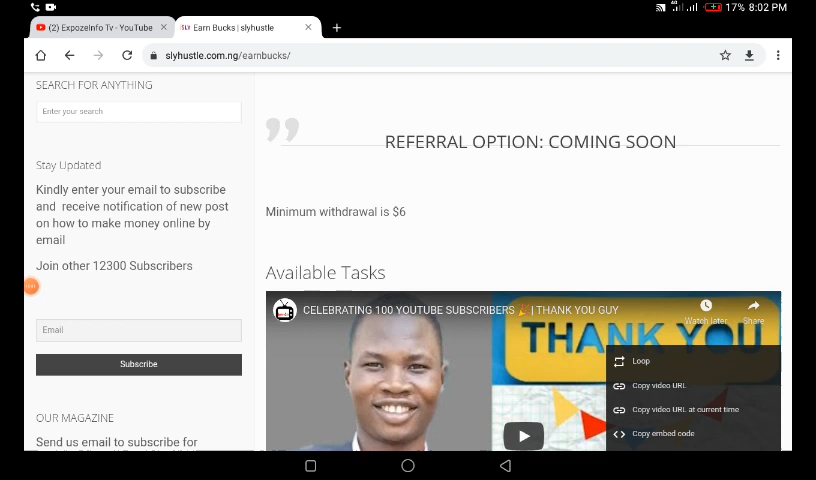 4G 17% 8:02 PM
(2) ExpozeInfo Tv - YouTube
Earn Bucks | slyhustle
slyhustle.com.ng/earnbucks/
SEARCH FOR ANYTHING
Enter your search
Stay Updated
Kindly enter your email to subscribe
and receive notification of new post
on how to make money online by
email
Join other 12300 Subscribers
Email
Subscribe
OUR MAGAZINE
Send us email to subscribe for
REFERRAL OPTION: COMING SOON
Minimum withdrawal is $6
Available Tasks
CELEBRATING 100 YOUTUBE SUBSCRIBERS 🎉 | THANK YOU GUY
Watch later
Share
THANK YOU
Loop
Copy video URL
Copy video URL at current time
Copy embed code